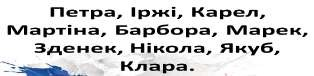 Петра, Іржі, Карел,
Мартіна, Барбора, Марек,
Зденек, Нікола, Якуб,
Клара.